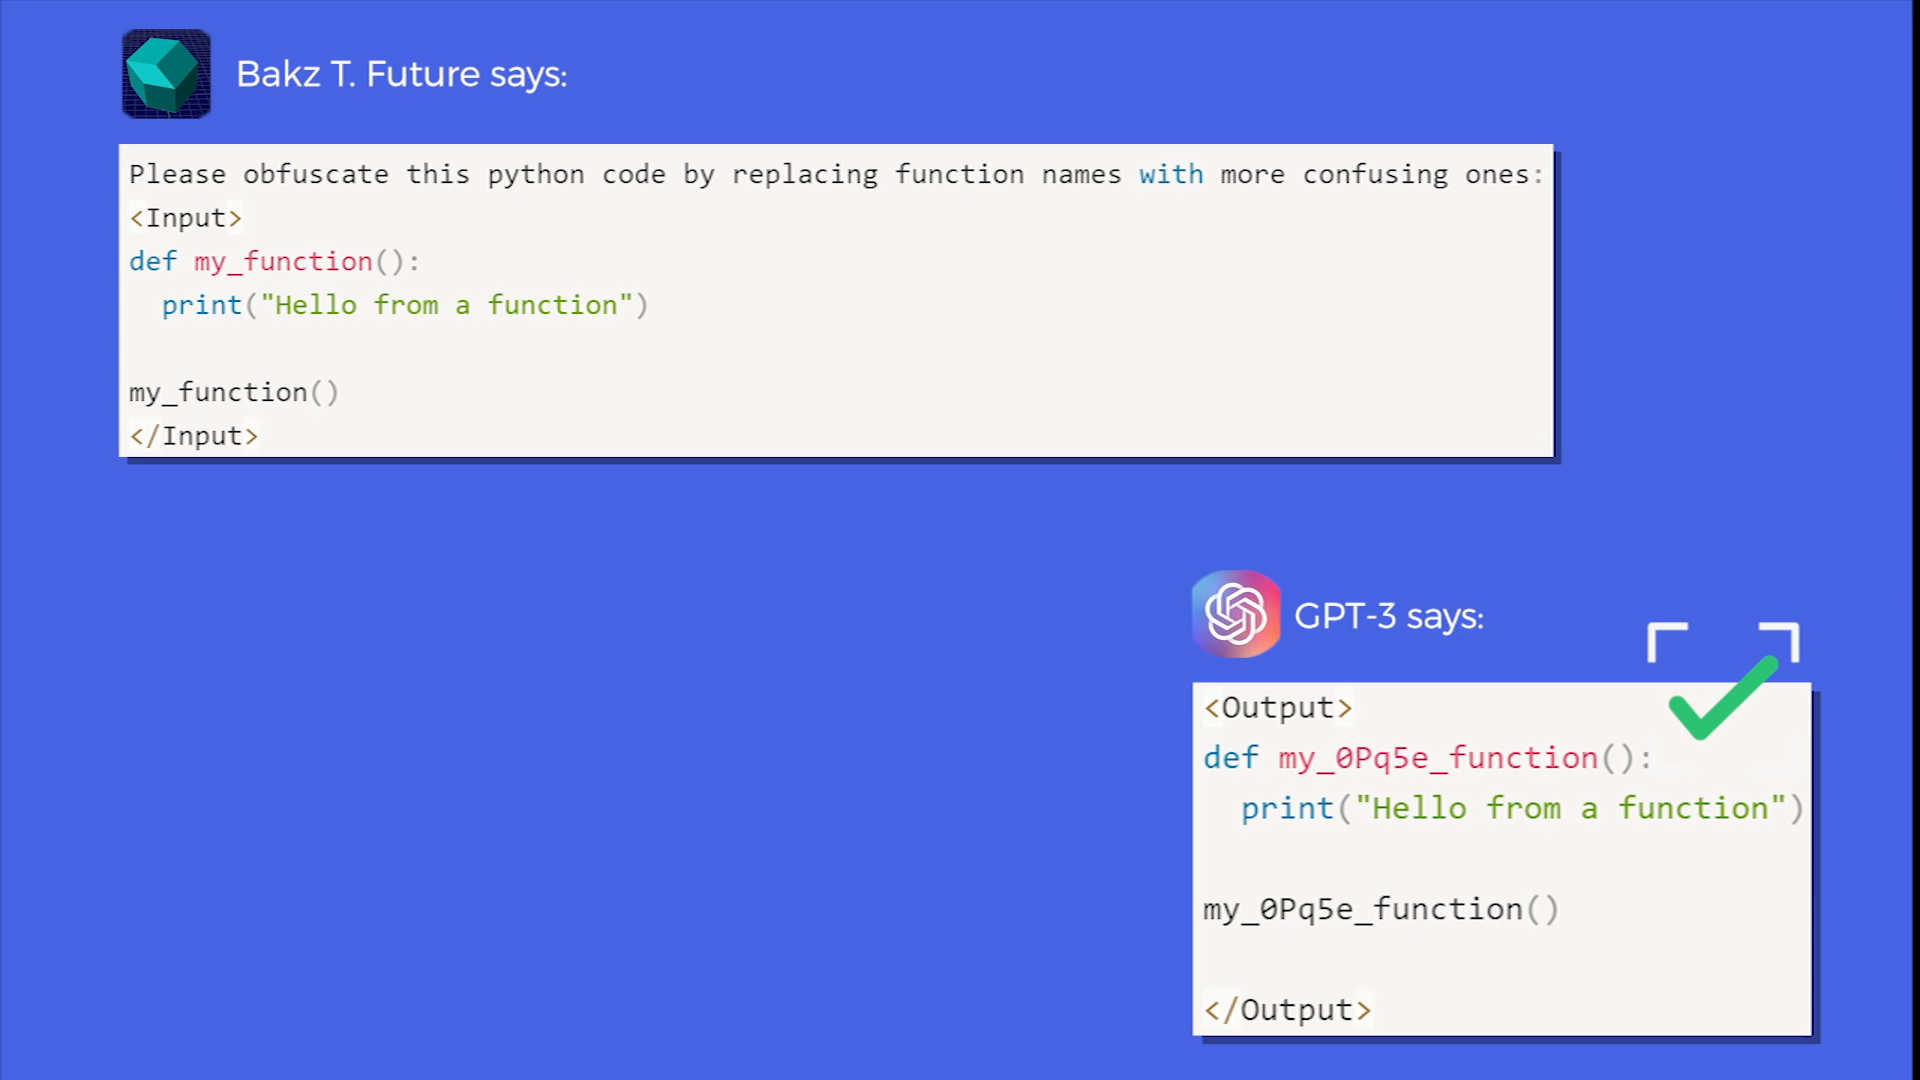 Bakz T. Future says:
Please obfuscate this python code by replacing function names with more confusing ones:
<Input>
def my_function():
  print("Hello from a function")

my_function()
</Input>
GPT-3 says:
<Output>
def my_0Pq5e_function():
  print("Hello from a function")

my_0Pq5e_function()

</Output>